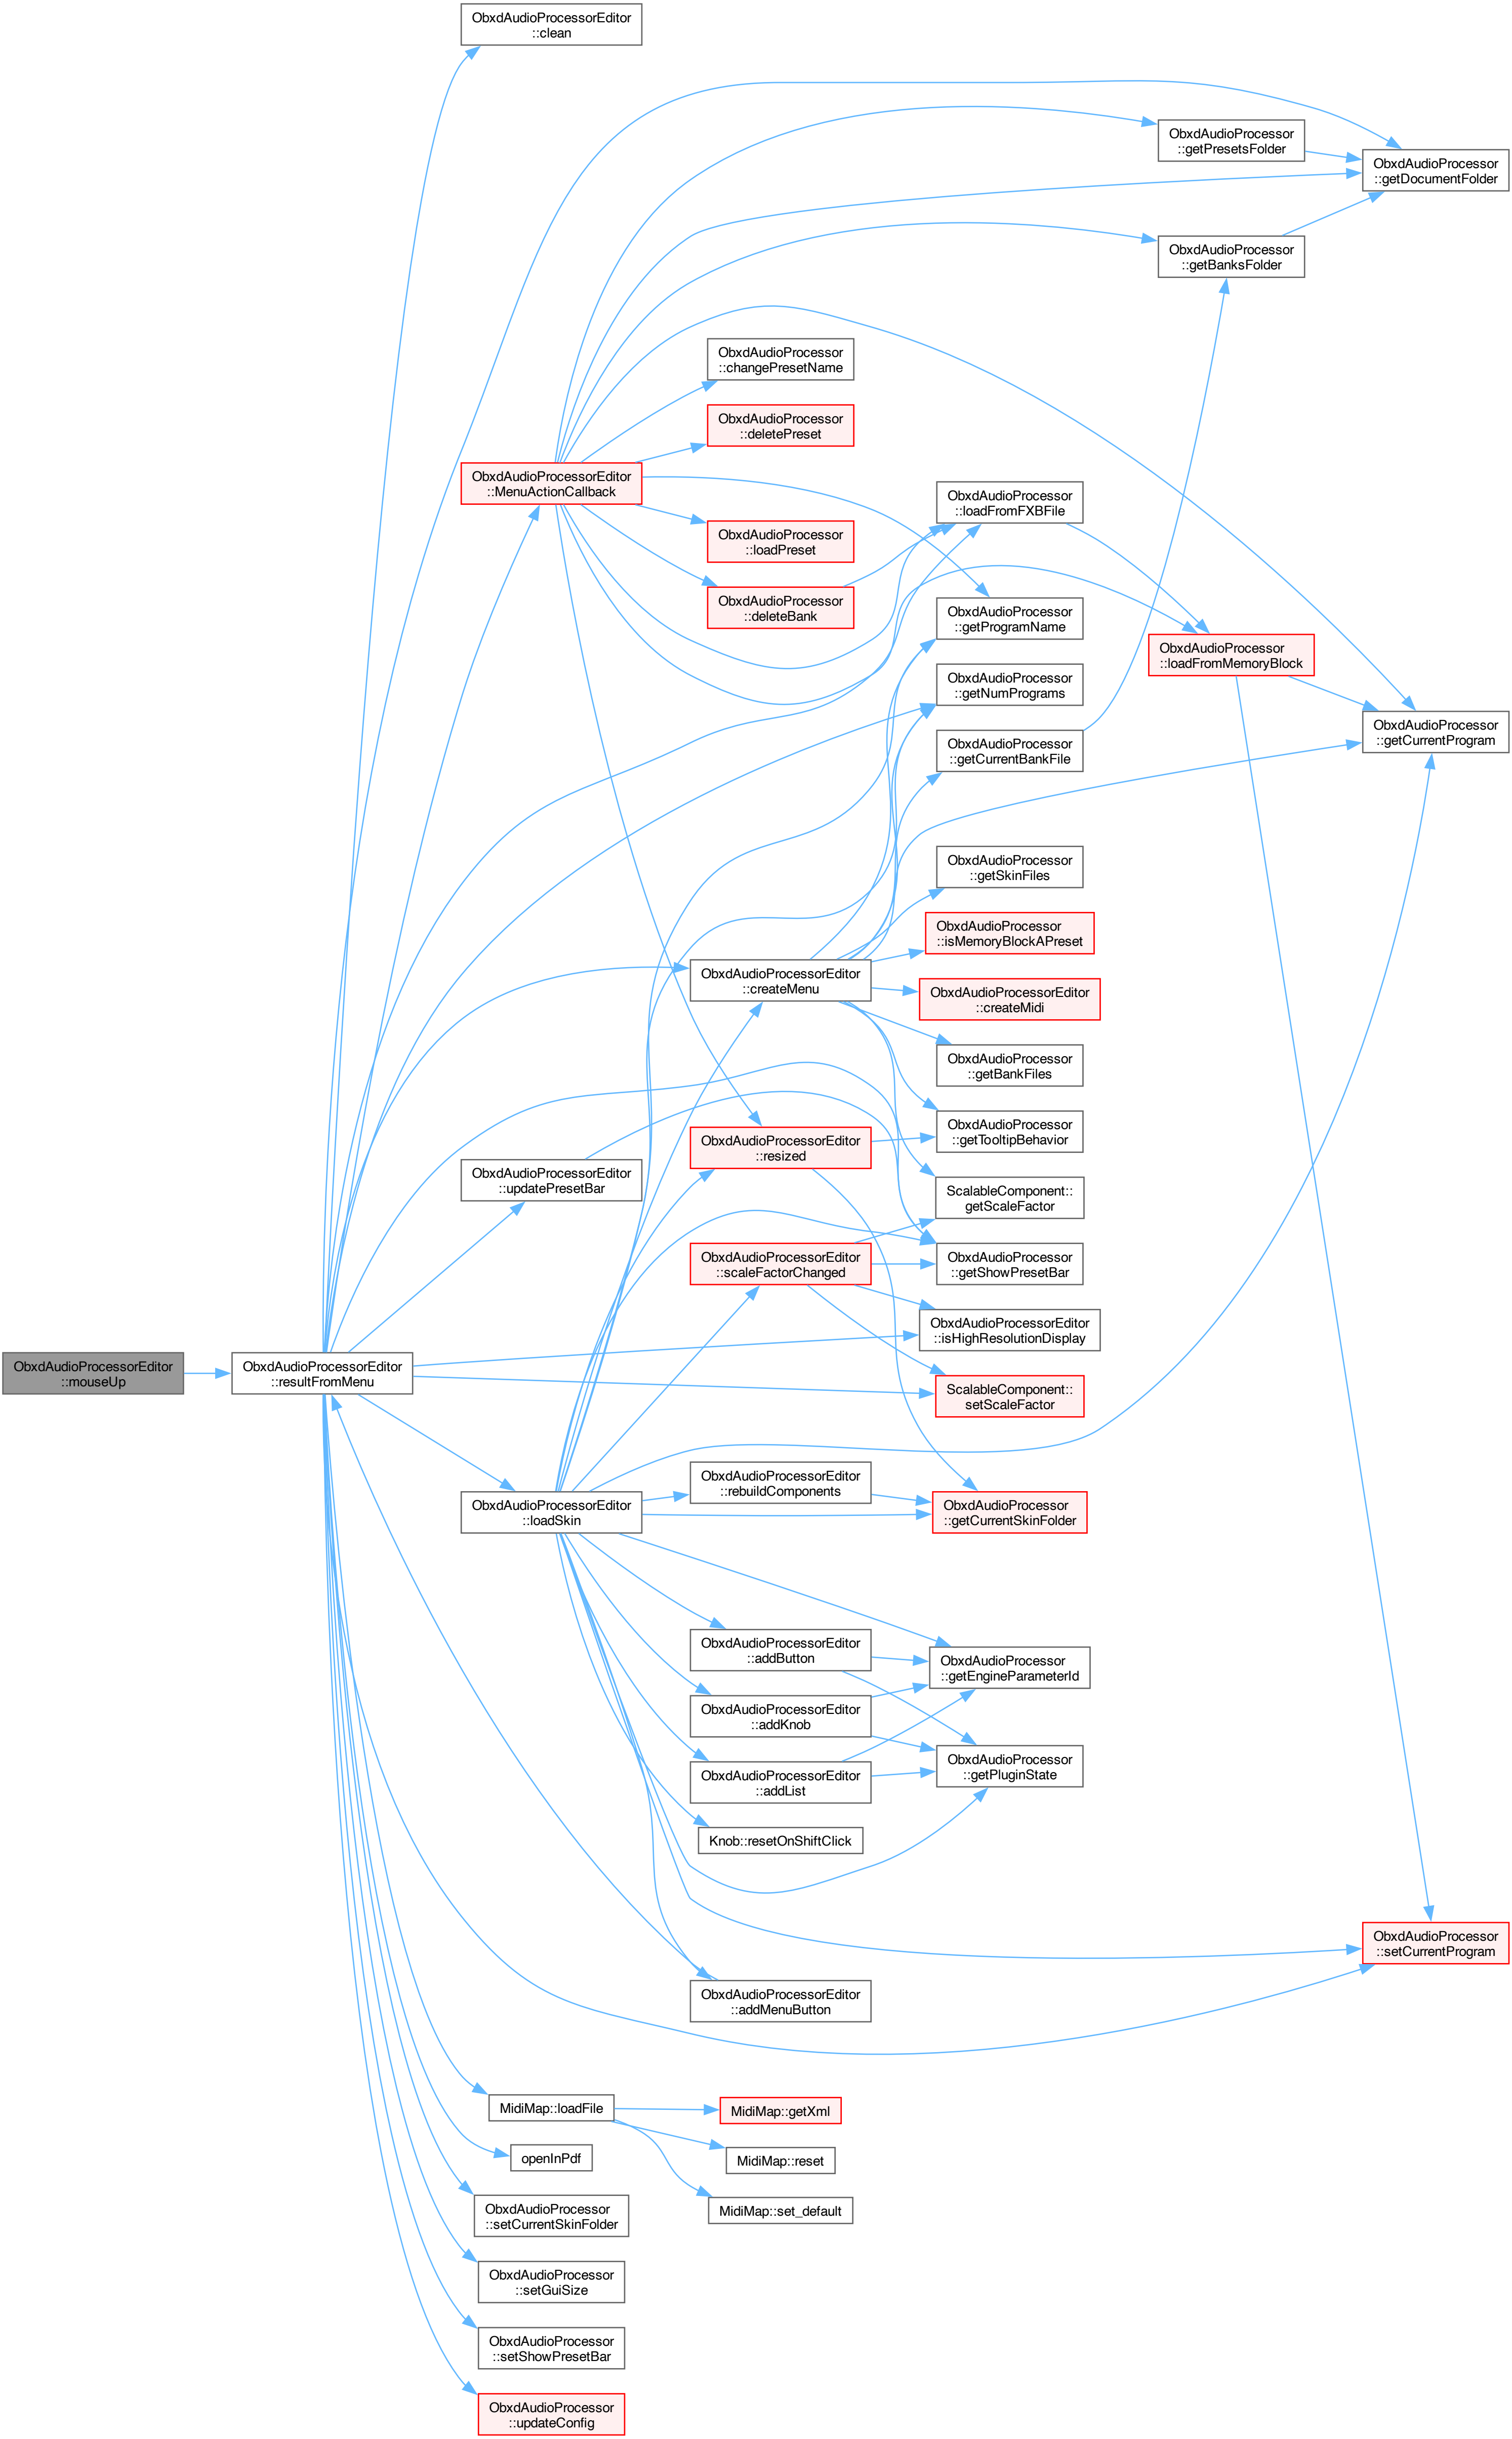 ObxdAudioProcessorEditor
::clean
ObxdAudioProcessor
::getPresetsFolder
ObxdAudioProcessor
::getDocumentFolder
ObxdAudioProcessor
::getBanksFolder
ObxdAudioProcessor
::changePresetName
ObxdAudioProcessor
::deletePreset
ObxdAudioProcessorEditor
::MenuActionCallback
ObxdAudioProcessor
::loadFromFXBFile
ObxdAudioProcessor
::loadPreset
ObxdAudioProcessor
::deleteBank
ObxdAudioProcessor
::getProgramName
ObxdAudioProcessor
::loadFromMemoryBlock
ObxdAudioProcessor
::getNumPrograms
ObxdAudioProcessor
::getCurrentProgram
ObxdAudioProcessor
::getCurrentBankFile
ObxdAudioProcessor
::getSkinFiles
ObxdAudioProcessor
::isMemoryBlockAPreset
ObxdAudioProcessorEditor
::createMenu
ObxdAudioProcessorEditor
::createMidi
ObxdAudioProcessor
::getBankFiles
ObxdAudioProcessor
::getTooltipBehavior
ObxdAudioProcessorEditor
::resized
ObxdAudioProcessorEditor
::updatePresetBar
ScalableComponent::
getScaleFactor
ObxdAudioProcessorEditor
::scaleFactorChanged
ObxdAudioProcessor
::getShowPresetBar
ObxdAudioProcessorEditor
::isHighResolutionDisplay
ObxdAudioProcessorEditor
::mouseUp
ObxdAudioProcessorEditor
::resultFromMenu
ScalableComponent::
setScaleFactor
ObxdAudioProcessorEditor
::rebuildComponents
ObxdAudioProcessorEditor
::loadSkin
ObxdAudioProcessor
::getCurrentSkinFolder
ObxdAudioProcessorEditor
::addButton
ObxdAudioProcessor
::getEngineParameterId
ObxdAudioProcessorEditor
::addKnob
ObxdAudioProcessor
::getPluginState
ObxdAudioProcessorEditor
::addList
Knob::resetOnShiftClick
ObxdAudioProcessor
::setCurrentProgram
ObxdAudioProcessorEditor
::addMenuButton
MidiMap::loadFile
MidiMap::getXml
MidiMap::reset
openInPdf
MidiMap::set_default
ObxdAudioProcessor
::setCurrentSkinFolder
ObxdAudioProcessor
::setGuiSize
ObxdAudioProcessor
::setShowPresetBar
ObxdAudioProcessor
::updateConfig